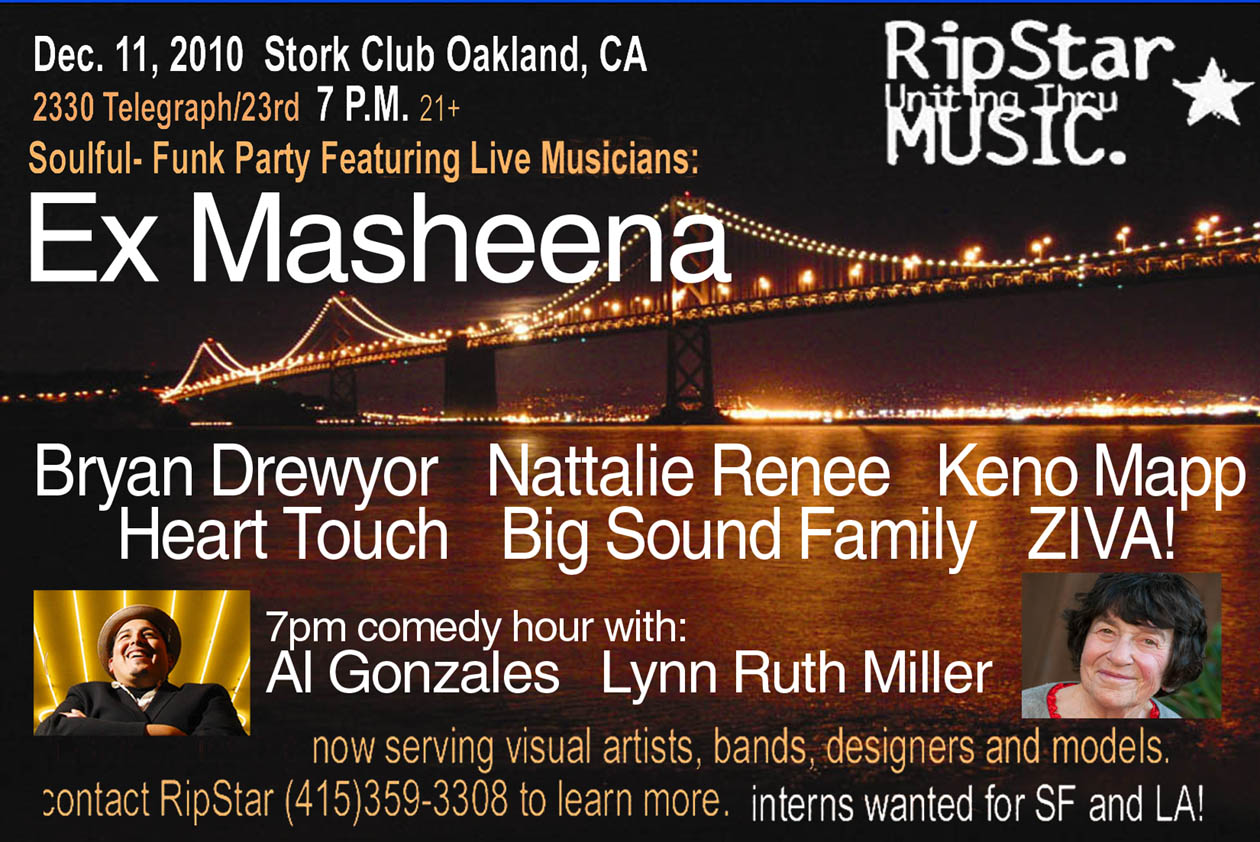 Dec. 11, 2010 Stork Club Oakland, CA
2330 Telegraph/23rd 7 P.M. 21+
Soulful- Funk Party Featuring Live Musicians:
RipStar
Uniting Thru
MUSIC.
Ex Masheena
Bryan Drewyor Nattalie Renee Keno Mapp
Heart Touch Big Sound Family ZIVA!
7pm comedy hour with:
Al Gonzales Lynn Ruth Miller
now serving visual artists, bands, designers and models.
contact RipStar (415)359-3308 to learn more. interns wanted for SF and LA!